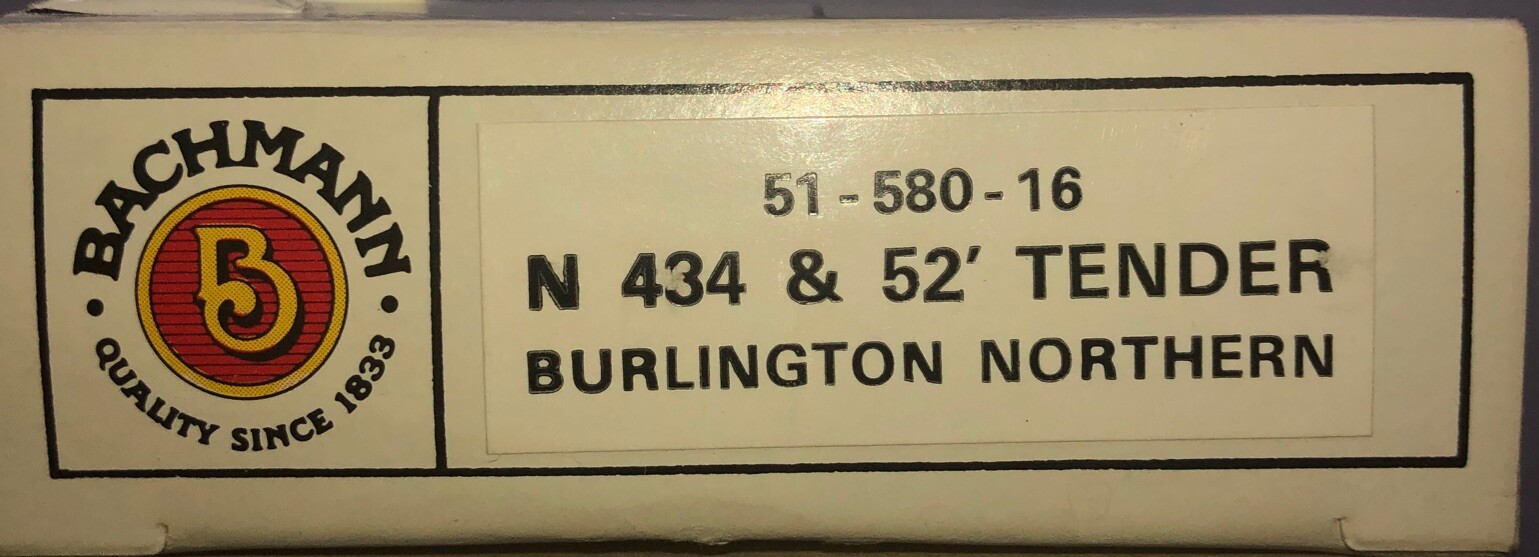 BACHMANN
B
• QUALITY SINCE 1833 •
51-580-16
N 434 & 52' TENDER
BURLINGTON NORTHERN